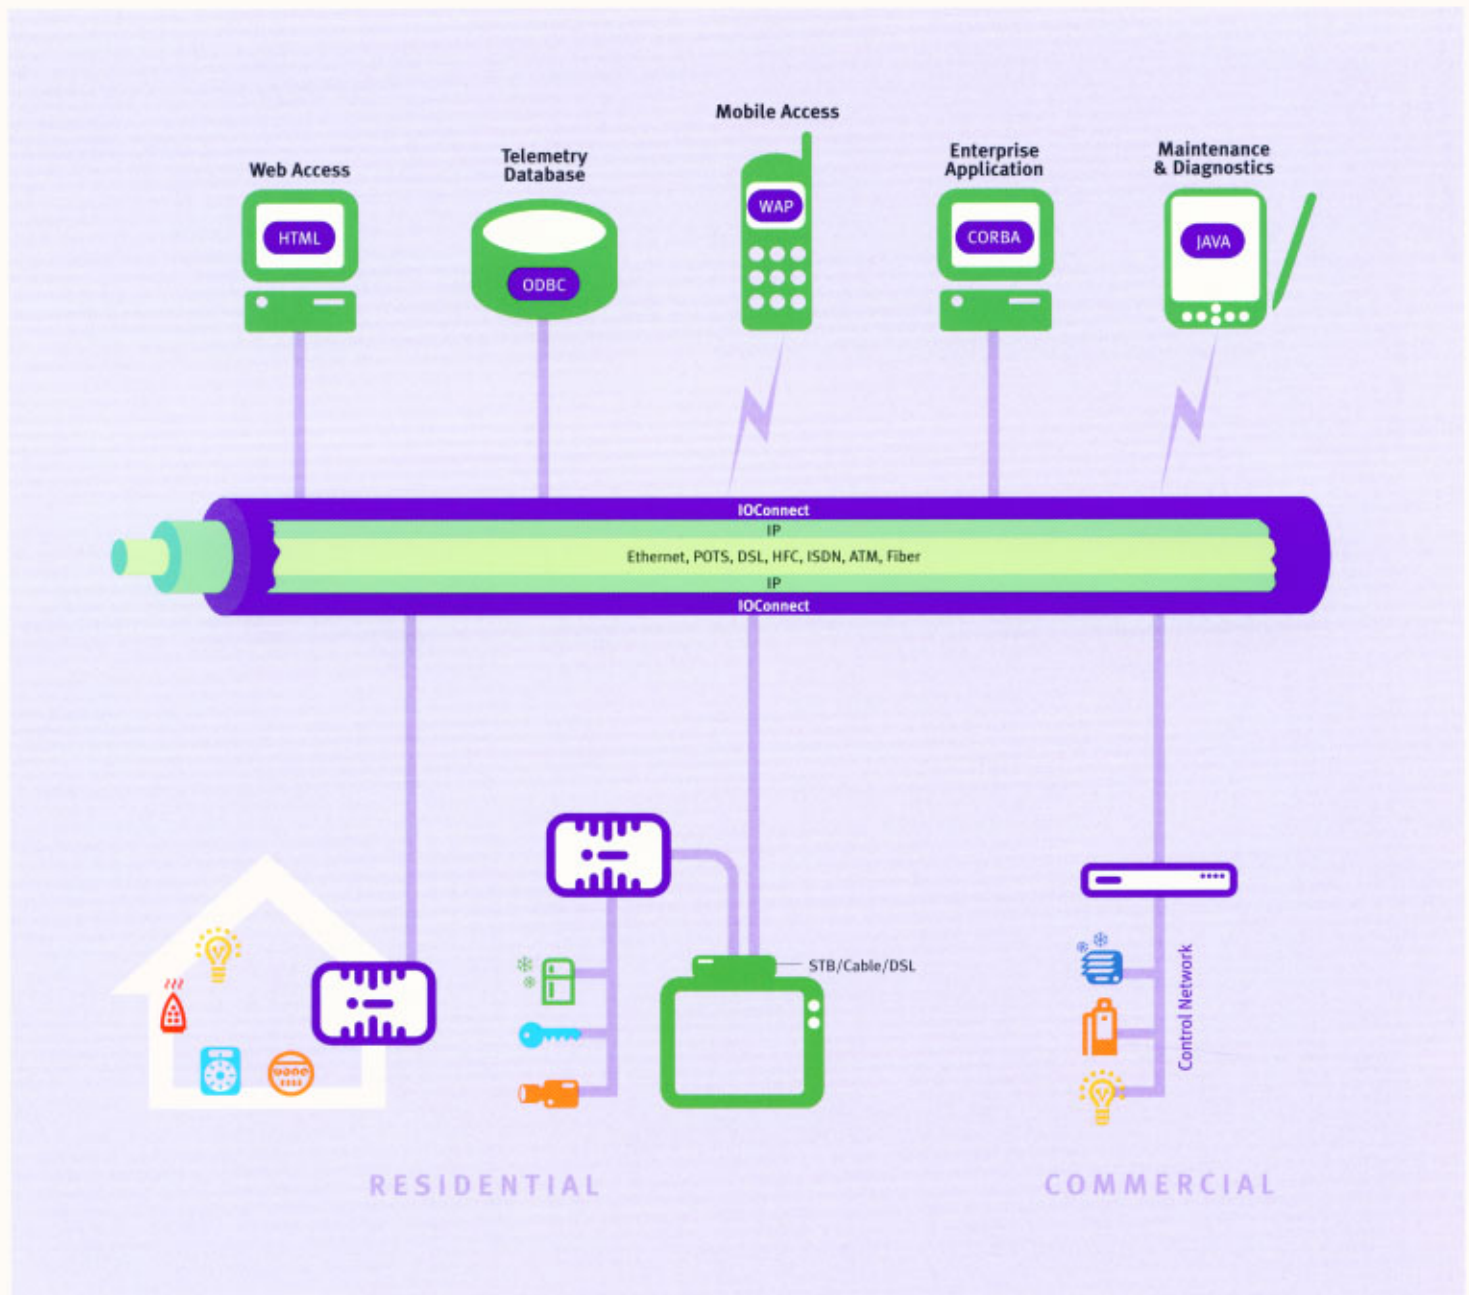 Mobile Access
Web Access
Telemetry
Database
Enterprise
Application
Maintenance
& Diagnostics
HTML
ODBC
WAP
CORBA
JAVA
IOConnect
IP
Ethernet, POTS, DSL, HFC, ISDN, ATM, Fiber
IP
IOConnect
STB/Cable/DSL
Control Network
RESIDENTIAL
COMMERCIAL